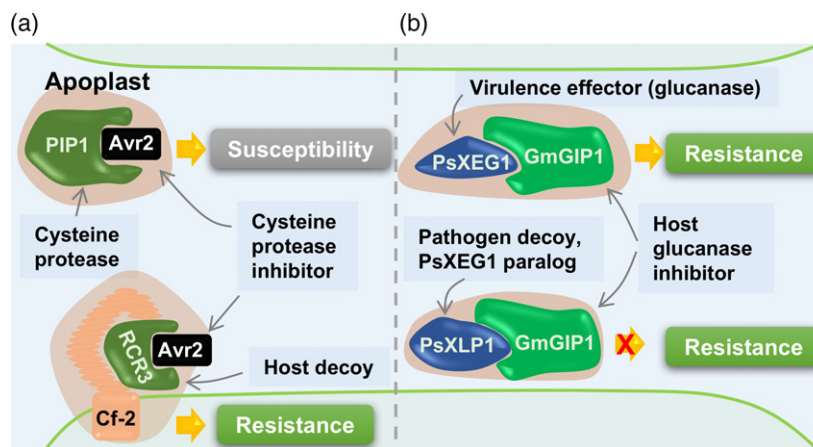 (a)
Apoplast
PIP1
Avr2
Susceptibility
Cysteine
protease
Cysteine
protease
inhibitor
RCR3
Avr2
Host decoy
Cf-2
Resistance
(b)
Virulence effector (glucanase)
PsXEG1
GmGIP1
Resistance
Pathogen decoy,
PsXEG1 paralog
Host
glucanase
inhibitor
PsXLP1
GmGIP1
X
Resistance